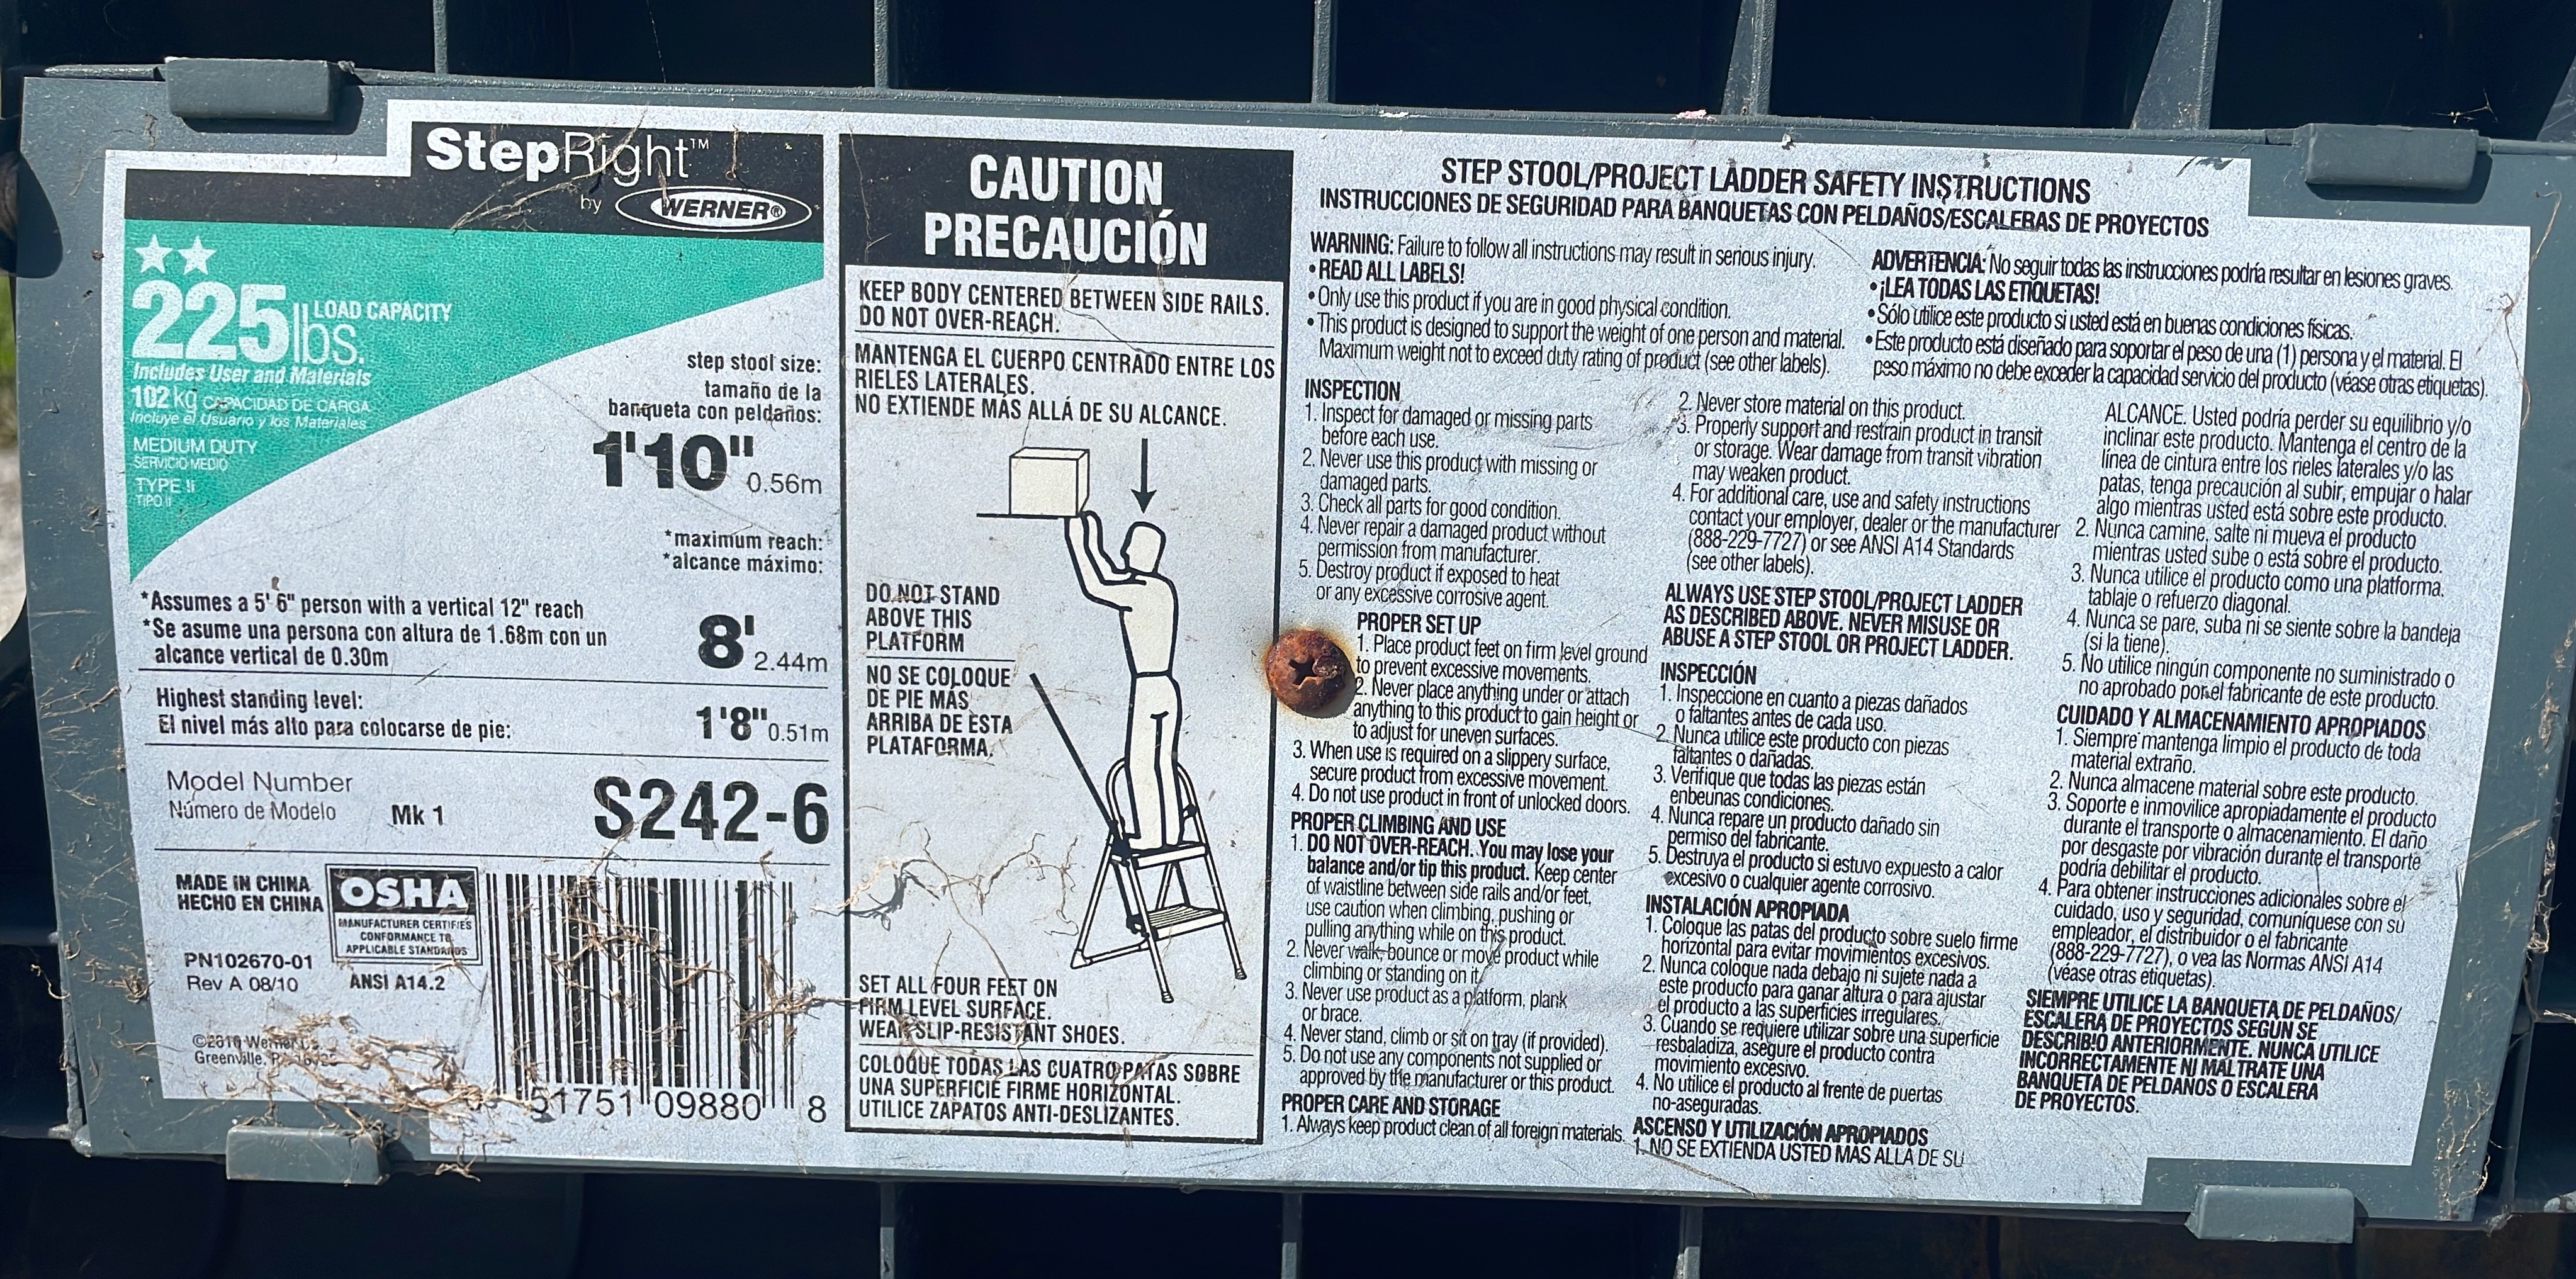 StepRight™
by WERNER®
225 lbs. LOAD CAPACITY
Includes User and Materials
102 kg CAPACIDAD DE CARGA
Incluye el Usuario y los Materiales
MEDIUM DUTY
SERVICIO MEDIO
TYPE II
TIPO II
step stool size:
tamaño de la
banqueta con peldaños:
1'10" 0.56m
*maximum reach:
*alcance máximo:
8' 2.44m
*Assumes a 5' 6" person with a vertical 12" reach
*Se asume una persona con altura de 1.68m con un
alcance vertical de 0.30m
Highest standing level:
El nivel más alto para colocarse de pie:
1'8" 0.51m
Model Number
Número de Modelo
Mk 1
S242-6
MADE IN CHINA
HECHO EN CHINA
OSHA
MANUFACTURER CERTIFIES
CONFORMANCE TO
APPLICABLE STANDARDS
ANSI A14.2
PN102670-01
Rev A 08/10
©2010 Werner Co.
Greenville, PA
51751 09880 8
CAUTION
PRECAUCIÓN
KEEP BODY CENTERED BETWEEN SIDE RAILS.
DO NOT OVER-REACH.
MANTENGA EL CUERPO CENTRADO ENTRE LOS
RIELES LATERALES.
NO EXTIENDE MÁS ALLÁ DE SU ALCANCE.
DO NOT STAND
ABOVE THIS
PLATFORM
NO SE COLOQUE
DE PIE MÁS
ARRIBA DE ESTA
PLATAFORMA.
SET ALL FOUR FEET ON
FIRM LEVEL SURFACE.
WEAR SLIP-RESISTANT SHOES.
COLOQUE TODAS LAS CUATRO PATAS SOBRE
UNA SUPERFICIE FIRME HORIZONTAL.
UTILICE ZAPATOS ANTI-DESLIZANTES.
STEP STOOL/PROJECT LADDER SAFETY INSTRUCTIONS
INSTRUCCIONES DE SEGURIDAD PARA BANQUETAS CON PELDAÑOS/ESCALERAS DE PROYECTOS
WARNING: Failure to follow all instructions may result in serious injury.
• READ ALL LABELS!
• Only use this product if you are in good physical condition.
• This product is designed to support the weight of one person and material.
Maximum weight not to exceed duty rating of product (see other labels).
ADVERTENCIA: No seguir todas las instrucciones podría resultar en lesiones graves.
• ¡LEA TODAS LAS ETIQUETAS!
• Sólo utilice este producto si usted está en buenas condiciones físicas.
• Este producto está diseñado para soportar el peso de una (1) persona y el material. El
peso máximo no debe exceder la capacidad servicio del producto (véase otras etiquetas).
INSPECTION
1. Inspect for damaged or missing parts
before each use.
2. Never use this product with missing or
damaged parts.
3. Check all parts for good condition.
4. Never repair a damaged product without
permission from manufacturer.
5. Destroy product if exposed to heat
or any excessive corrosive agent.
PROPER SET UP
1. Place product feet on firm level ground
to prevent excessive movements.
2. Never place anything under or attach
anything to this product to gain height or
to adjust for uneven surfaces.
3. When use is required on a slippery surface,
secure product from excessive movement.
4. Do not use product in front of unlocked doors.
PROPER CLIMBING AND USE
1. DO NOT OVER-REACH. You may lose your
balance and/or tip this product. Keep center
of waistline between side rails and/or feet,
use caution when climbing, pushing or
pulling anything while on this product.
2. Never walk, bounce or move product while
climbing or standing on it.
3. Never use product as a platform, plank
or brace.
4. Never stand, climb or sit on tray (if provided).
5. Do not use any components not supplied or
approved by the manufacturer or this product.
PROPER CARE AND STORAGE
1. Always keep product clean of all foreign materials.
2. Never store material on this product.
3. Properly support and restrain product in transit
or storage. Wear damage from transit vibration
may weaken product.
4. For additional care, use and safety instructions
contact your employer, dealer or the manufacturer
(888-229-7727) or see ANSI A14 Standards
(see other labels).
ALWAYS USE STEP STOOL/PROJECT LADDER
AS DESCRIBED ABOVE. NEVER MISUSE OR
ABUSE A STEP STOOL OR PROJECT LADDER.
INSPECCIÓN
1. Inspeccione en cuanto a piezas dañados
o faltantes antes de cada uso.
2. Nunca utilice este producto con piezas
faltantes o dañadas.
3. Verifique que todas las piezas están
enbeunas condiciones.
4. Nunca repare un producto dañado sin
permiso del fabricante.
5. Destruya el producto si estuvo expuesto a calor
excesivo o cualquier agente corrosivo.
INSTALACIÓN APROPIADA
1. Coloque las patas del producto sobre suelo firme
horizontal para evitar movimientos excesivos.
2. Nunca coloque nada debajo ni sujete nada a
este producto para ganar altura o para ajustar
el producto a las superficies irregulares.
3. Cuando se requiere utilizar sobre una superficie
resbaladiza, asegure el producto contra
movimiento excesivo.
4. No utilice el producto al frente de puertas
no-aseguradas.
ASCENSO Y UTILIZACIÓN APROPIADOS
1. NO SE EXTIENDA USTED MÁS ALLÁ DE SU
ALCANCE. Usted podría perder su equilibrio y/o
inclinar este producto. Mantenga el centro de la
línea de cintura entre los rieles laterales y/o las
patas, tenga precaución al subir, empujar o halar
algo mientras usted está sobre este producto.
2. Nunca camine, salte ni mueva el producto
mientras usted sube o está sobre el producto.
3. Nunca utilice el producto como una platforma,
tablaje o refuerzo diagonal.
4. Nunca se pare, suba ni se siente sobre la bandeja
(si la tiene).
5. No utilice ningún componente no suministrado o
no aprobado por el fabricante de este producto.
CUIDADO Y ALMACENAMIENTO APROPIADOS
1. Siempre mantenga limpio el producto de toda
material extraño.
2. Nunca almacene material sobre este producto.
3. Soporte e inmovilice apropiadamente el producto
durante el transporte o almacenamiento. El daño
por desgaste por vibración durante el transporte
podría debilitar el producto.
4. Para obtener instrucciones adicionales sobre el
cuidado, uso y seguridad, comuníquese con su
empleador, el distribuidor o el fabricante
(888-229-7727), o vea las Normas ANSI A14
(véase otras etiquetas).
SIEMPRE UTILICE LA BANQUETA DE PELDAÑOS/
ESCALERA DE PROYECTOS SEGÚN SE
DESCRIBIÓ ANTERIORMENTE. NUNCA UTILICE
INCORRECTAMENTE NI MALTRATE UNA
BANQUETA DE PELDAÑOS O ESCALERA
DE PROYECTOS.